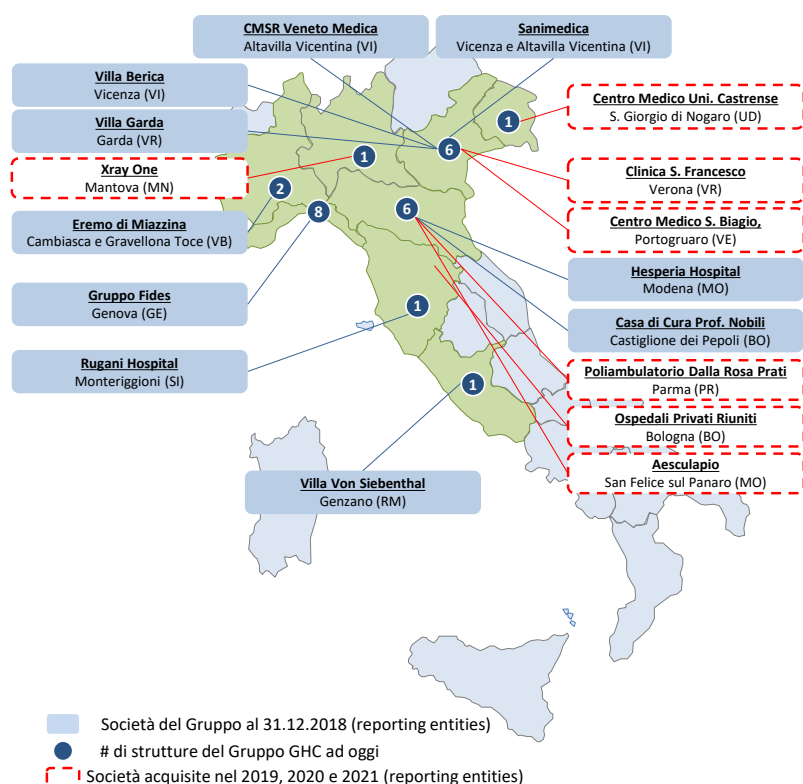 CMSR Veneto Medica
Altavilla Vicentina (VI)
Sanimedica
Vicenza e Altavilla Vicentina (VI)
Villa Berica
Vicenza (VI)
Villa Garda
Garda (VR)
Xray One
Mantova (MN)
Eremo di Miazzina
Cambiasca e Gravellona Toce (VB)
Gruppo Fides
Genova (GE)
Rugani Hospital
Monteriggioni (SI)
Villa Von Siebenthal
Genzano (RM)
Centro Medico Uni. Castrense
S. Giorgio di Nogaro (UD)
Clinica S. Francesco
Verona (VR)
Centro Medico S. Biagio,
Portogruaro (VE)
Hesperia Hospital
Modena (MO)
Casa di Cura Prof. Nobili
Castiglione dei Pepoli (BO)
Poliambulatorio Dalla Rosa Prati
Parma (PR)
Ospedali Privati Riuniti
Bologna (BO)
Aesculapio
San Felice sul Panaro (MO)
1
6
1
2
8
6
1
1
Società del Gruppo al 31.12.2018 (reporting entities)
# di strutture del Gruppo GHC ad oggi
Società acquisite nel 2019, 2020 e 2021 (reporting entities)